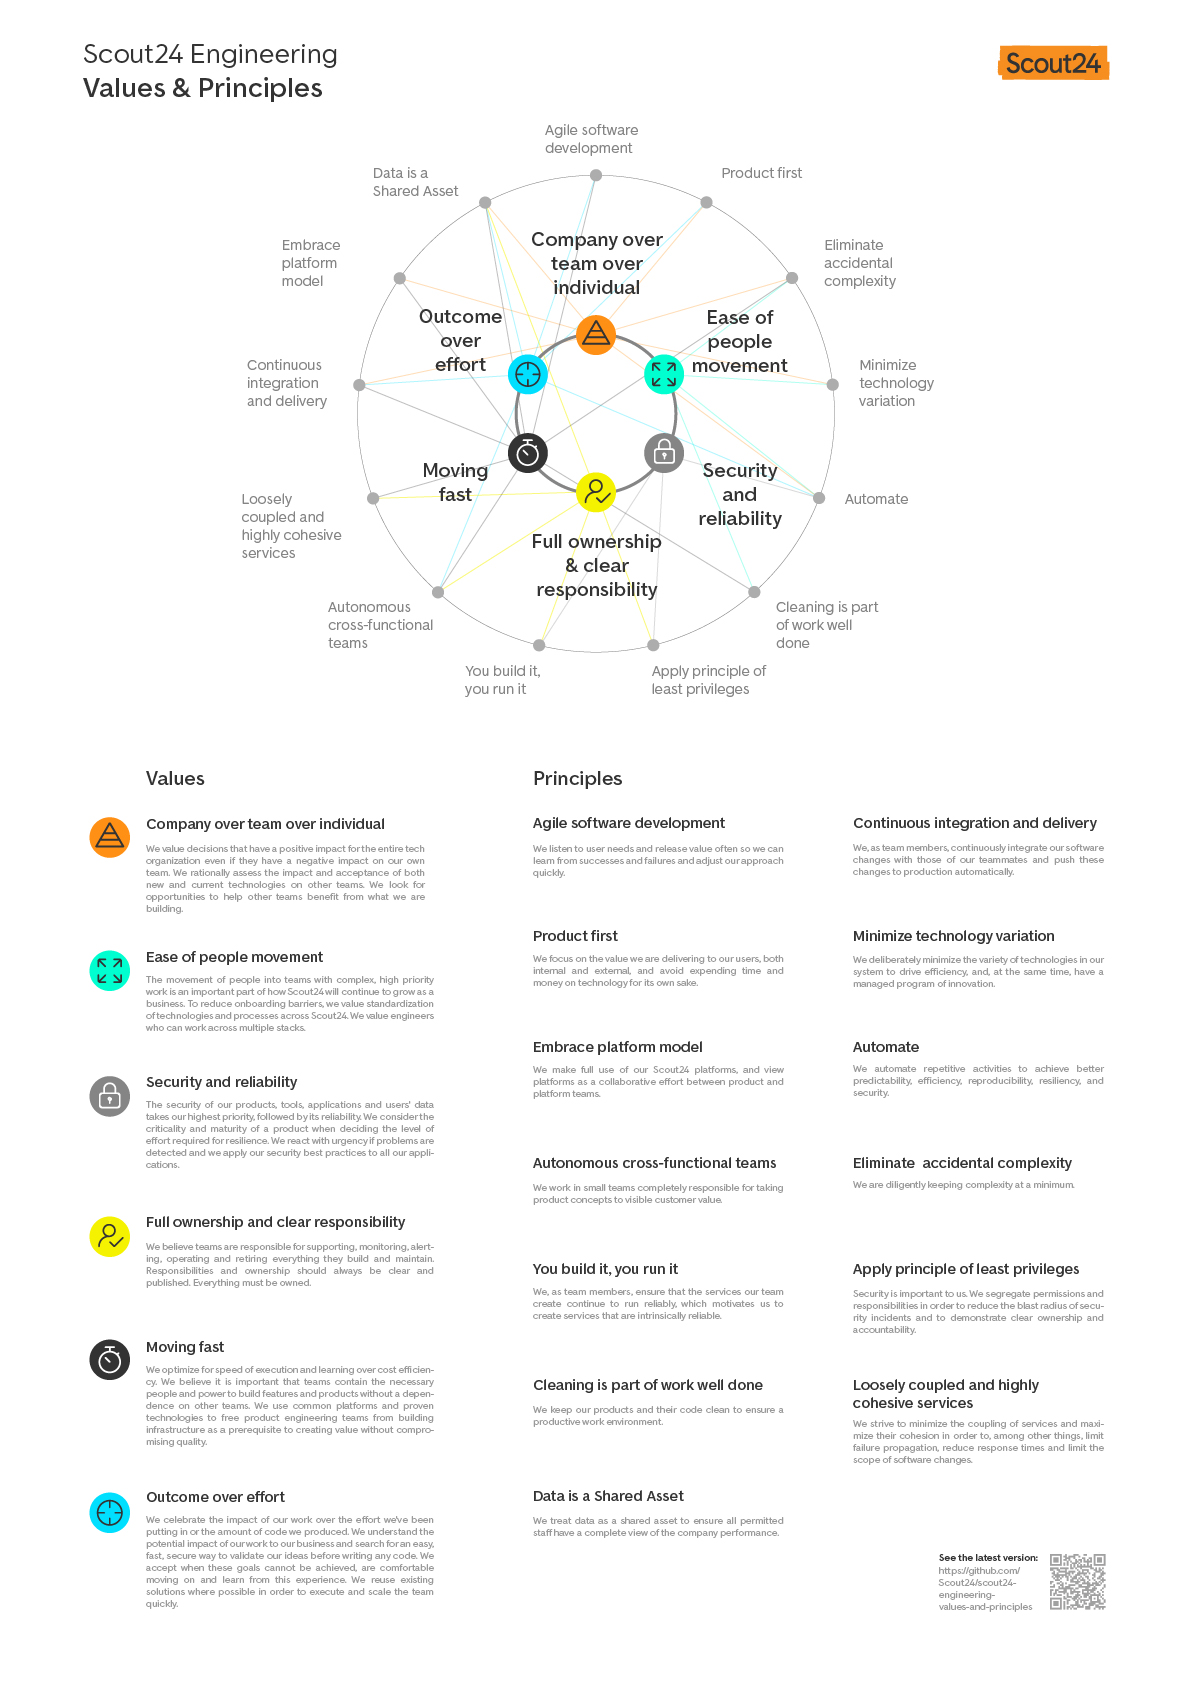 Scout24 Engineering
Values & Principles
Scout24
Agile software
development
Data is a
Shared Asset
Product first
Embrace
platform
model
Eliminate
accidental
complexity
Company over
team over
individual
Outcome
over
effort
Ease of
people
movement
Continuous
integration
and delivery
Minimize
technology
variation
Moving
fast
Security
and
reliability
Loosely
coupled and
highly cohesive
services
Automate
Full ownership
& clear
responsibility
Autonomous
cross-functional
teams
Cleaning is part
of work well
done
You build it,
you run it
Apply principle of
least privileges
Values
Company over team over individual
We value decisions that have a positive impact for the entire tech
organization even if they have a negative impact on our own
team. We rationally assess the impact and acceptance of both
new and current technologies on other teams. We look for
opportunities to help other teams benefit from what we are
building.
Ease of people movement
The movement of people into teams with complex, high priority
work is an important part of how Scout24 will continue to grow as a
business. To reduce onboarding barriers, we value standardization
of technologies and processes across Scout24. We value engineers
who can work across multiple stacks.
Security and reliability
The security of our products, tools, applications and users' data
takes our highest priority, followed by its reliability. We consider the
criticality and maturity of a product when deciding the level of
effort required for resilience. We react with urgency if problems are
detected and we apply our security best practices to all our appli-
cations.
Full ownership and clear responsibility
We believe teams are responsible for supporting, monitoring, alert-
ing, operating and retiring everything they build and maintain.
Responsibilities and ownership should always be clear and
published. Everything must be owned.
Moving fast
We optimize for speed of execution and learning over cost efficien-
cy. We believe it is important that teams contain the necessary
people and power to build features and products without a depen-
dence on other teams. We use common platforms and proven
technologies to free product engineering teams from building
infrastructure as a prerequisite to creating value without compro-
mising quality.
Outcome over effort
We celebrate the impact of our work over the effort we've been
putting in or the amount of code we produced. We understand the
potential impact of our work to our business and search for an easy,
fast, secure way to validate our ideas before writing any code. We
accept when these goals cannot be achieved, are comfortable
moving on and learn from this experience. We reuse existing
solutions where possible in order to execute and scale the team
quickly.
Principles
Agile software development
We listen to user needs and release value often so we can
learn from successes and failures and adjust our approach
quickly.
Product first
We focus on the value we are delivering to our users, both
internal and external, and avoid expending time and
money on technology for its own sake.
Embrace platform model
We make full use of our Scout24 platforms, and view
platforms as a collaborative effort between product and
platform teams.
Autonomous cross-functional teams
We work in small teams completely responsible for taking
product concepts to visible customer value.
You build it, you run it
We, as team members, ensure that the services our team
create continue to run reliably, which motivates us to
create services that are intrinsically reliable.
Cleaning is part of work well done
We keep our products and their code clean to ensure a
productive work environment.
Data is a Shared Asset
We treat data as a shared asset to ensure all permitted
staff have a complete view of the company performance.
Continuous integration and delivery
We, as team members, continuously integrate our software
changes with those of our teammates and push these
changes to production automatically.
Minimize technology variation
We deliberately minimize the variety of technologies in our
system to drive efficiency, and, at the same time, have a
managed program of innovation.
Automate
We automate repetitive activities to achieve better
predictability, efficiency, reproducibility, resiliency, and
security.
Eliminate accidental complexity
We are diligently keeping complexity at a minimum.
Apply principle of least privileges
Security is important to us. We segregate permissions and
responsibilities in order to reduce the blast radius of secu-
rity incidents and to demonstrate clear ownership and
accountability.
Loosely coupled and highly
cohesive services
We strive to minimize the coupling of services and maxi-
mize their cohesion in order to, among other things, limit
failure propagation, reduce response times and limit the
scope of software changes.
See the latest version:
https://github.com/
Scout24/scout24-
engineering-
values-and-principles